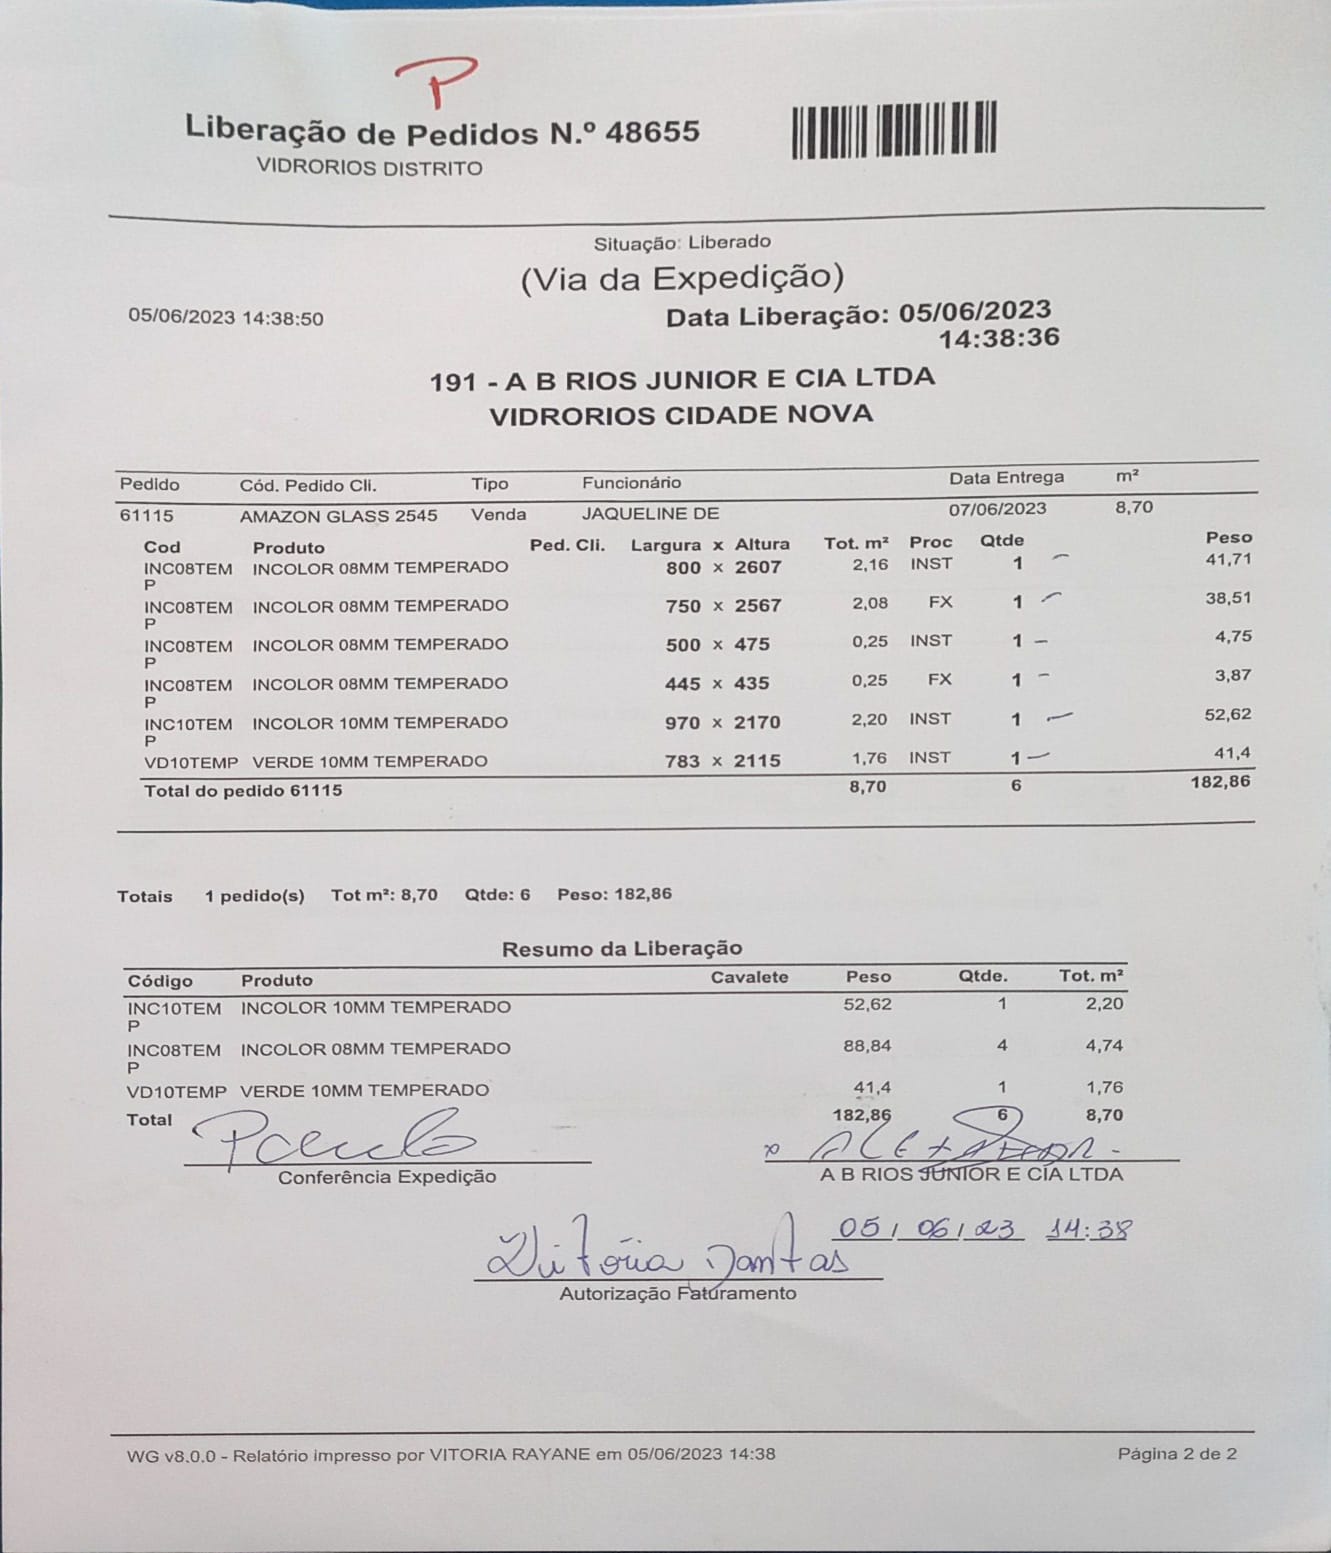 P
Liberação de Pedidos N.º 48655
VIDRORIOS DISTRITO
Situação: Liberado
(Via da Expedição)
05/06/2023 14:38:50
Data Liberação: 05/06/2023
14:38:36
191 - A B RIOS JUNIOR E CIA LTDA
VIDRORIOS CIDADE NOVA
Pedido Cód. Pedido Cli. Tipo Funcionário Data Entrega m²
61115 AMAZON GLASS 2545 Venda JAQUELINE DE 07/06/2023 8,70
Cod Produto Ped. Cli. Largura x Altura Tot. m² Proc Qtde Peso
INC08TEM INCOLOR 08MM TEMPERADO 800 x 2607 2,16 INST 1 41,71
P
INC08TEM INCOLOR 08MM TEMPERADO 750 x 2567 2,08 FX 1 38,51
P
INC08TEM INCOLOR 08MM TEMPERADO 500 x 475 0,25 INST 1 4,75
P
INC08TEM INCOLOR 08MM TEMPERADO 445 x 435 0,25 FX 1 3,87
P
INC10TEM INCOLOR 10MM TEMPERADO 970 x 2170 2,20 INST 1 52,62
P
VD10TEMP VERDE 10MM TEMPERADO 783 x 2115 1,76 INST 1 41,4
Total do pedido 61115 8,70 6 182,86
Totais 1 pedido(s) Tot m²: 8,70 Qtde: 6 Peso: 182,86
Resumo da Liberação
Código Produto Cavalete Peso Qtde. Tot. m²
INC10TEM INCOLOR 10MM TEMPERADO 52,62 1 2,20
P
INC08TEM INCOLOR 08MM TEMPERADO 88,84 4 4,74
P
VD10TEMP VERDE 10MM TEMPERADO 41,4 1 1,76
Total 182,86 6 8,70
Conferência Expedição
A B RIOS JUNIOR E CIA LTDA
05/06/23 14:38
Vitória Dantas
Autorização Faturamento
WG v8.0.0 - Relatório impresso por VITORIA RAYANE em 05/06/2023 14:38 Página 2 de 2